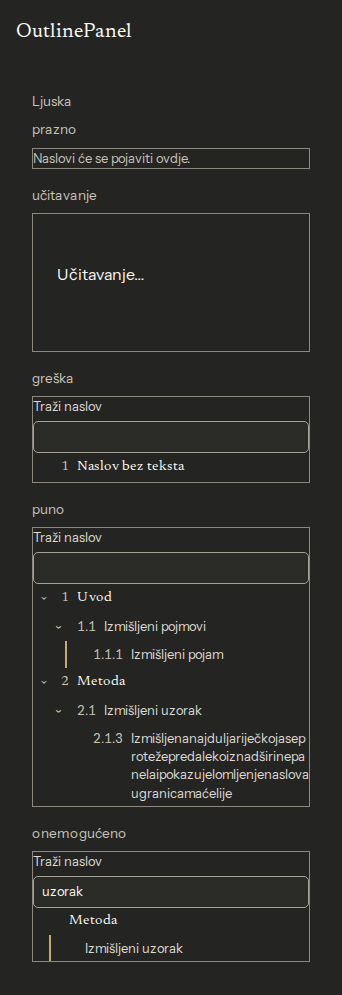 OutlinePanel
Ljuska
prazno
Naslovi će se pojaviti ovdje.
učitavanje
Učitavanje...
greška
Traži naslov
1 Naslov bez teksta
puno
Traži naslov
1 Uvod
1.1 Izmišljeni pojmovi
1.1.1 Izmišljeni pojam
2 Metoda
2.1 Izmišljeni uzorak
2.1.3 Izmišljenanajduljariječkojasep
rotežepredalekoiznadširinepa
nelaipokazujelomljenjenaslova
ugranicamaćelije
onemogućeno
Traži naslov
uzorak
Metoda
Izmišljeni uzorak